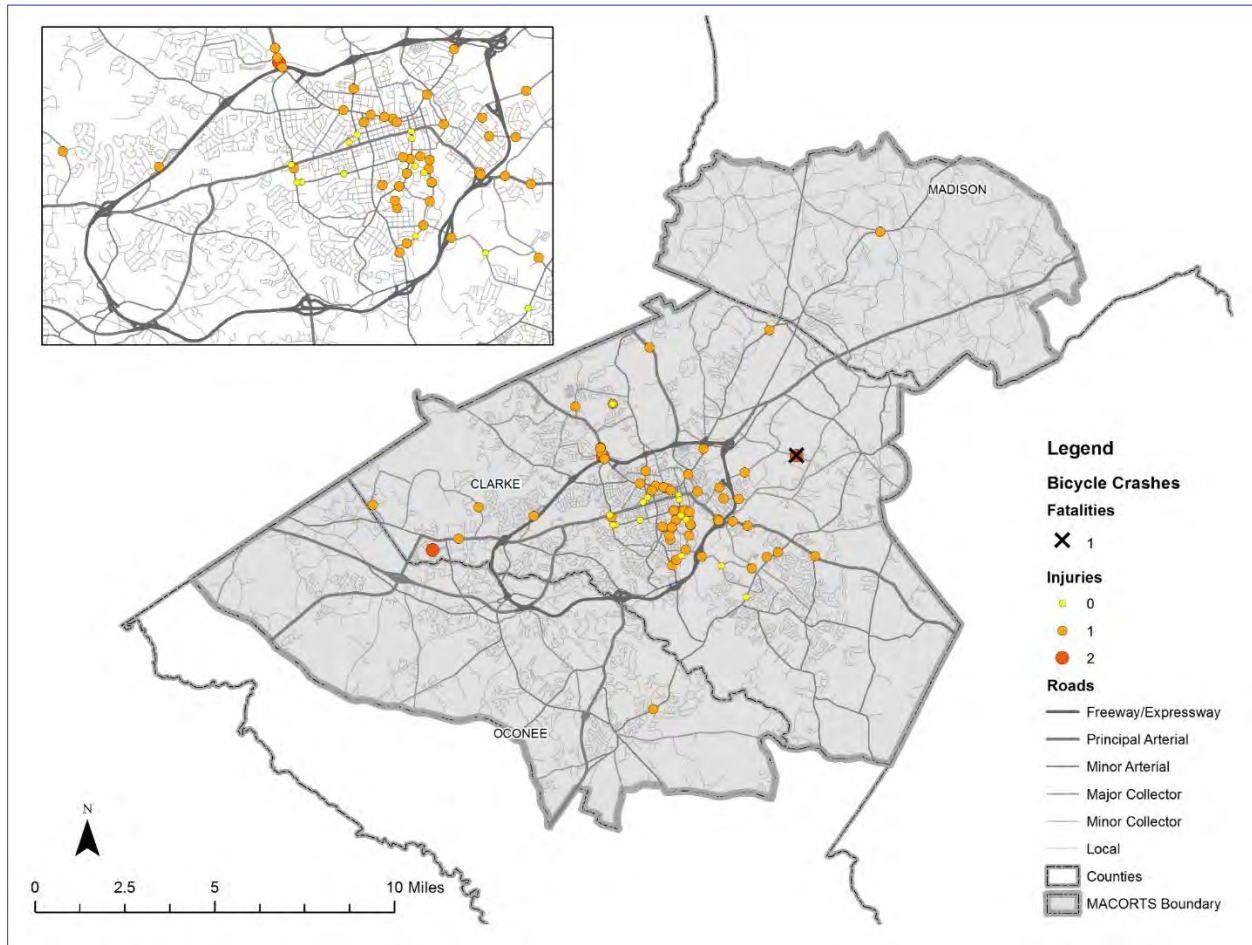 MADISON
CLARKE
OCONEE
Legend
Bicycle Crashes
Fatalities
1
Injuries
0
1
2
Roads
Freeway/Expressway
Principal Arterial
Minor Arterial
Major Collector
Minor Collector
Local
Counties
MACORTS Boundary
N
0 2.5 5 10 Miles